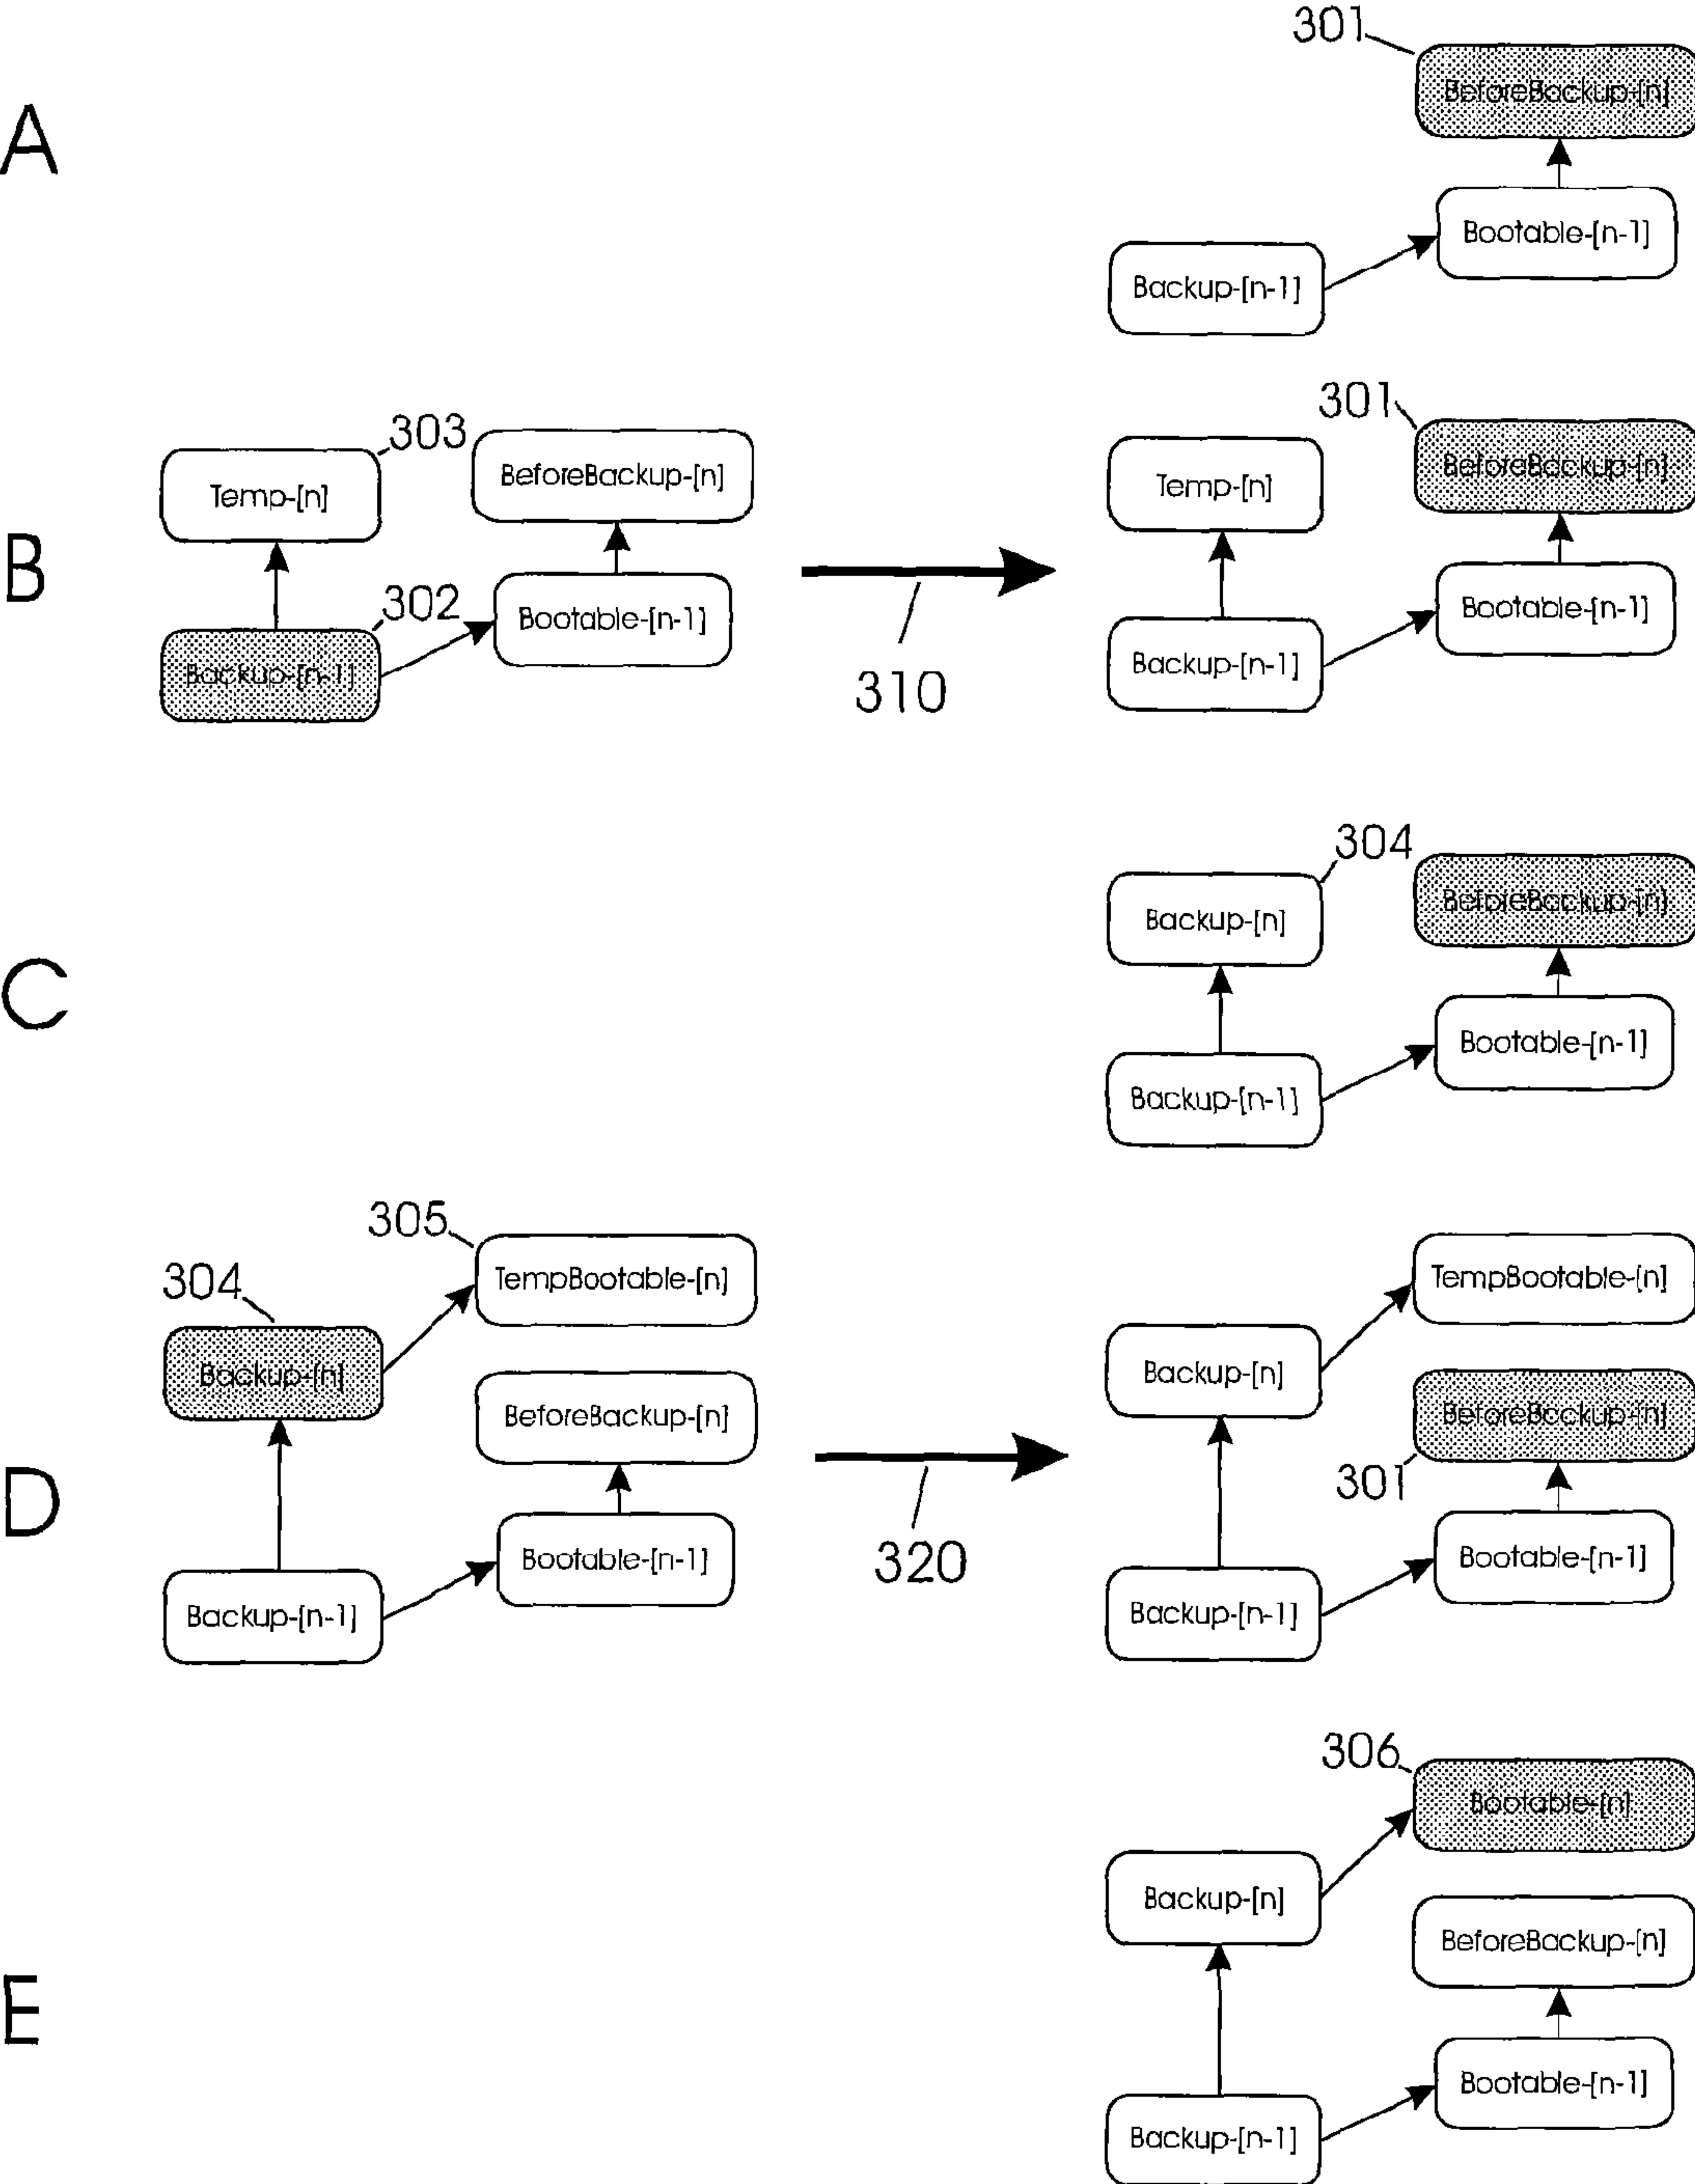 301
BeforeBackup-[n]
A
Bootable-[n-1]
Backup-[n-1]
301
303
BeforeBackup-[n]
Temp-[n]
BeforeBackup-[n]
Temp-[n]
B
302
Bootable-[n-1]
Bootable-[n-1]
Backup-[n-1]
Backup-[n-1]
310
304
Backup-[n]
BeforeBackup-[n]
C
Bootable-[n-1]
Backup-[n-1]
305
304
TempBootable-[n]
TempBootable-[n]
Backup-[n]
Backup-[n]
BeforeBackup-[n]
BeforeBackup-[n]
301
D
Bootable-[n-1]
Bootable-[n-1]
320
Backup-[n-1]
Backup-[n-1]
306
Bootable-[n]
Backup-[n]
BeforeBackup-[n]
E
Bootable-[n-1]
Backup-[n-1]